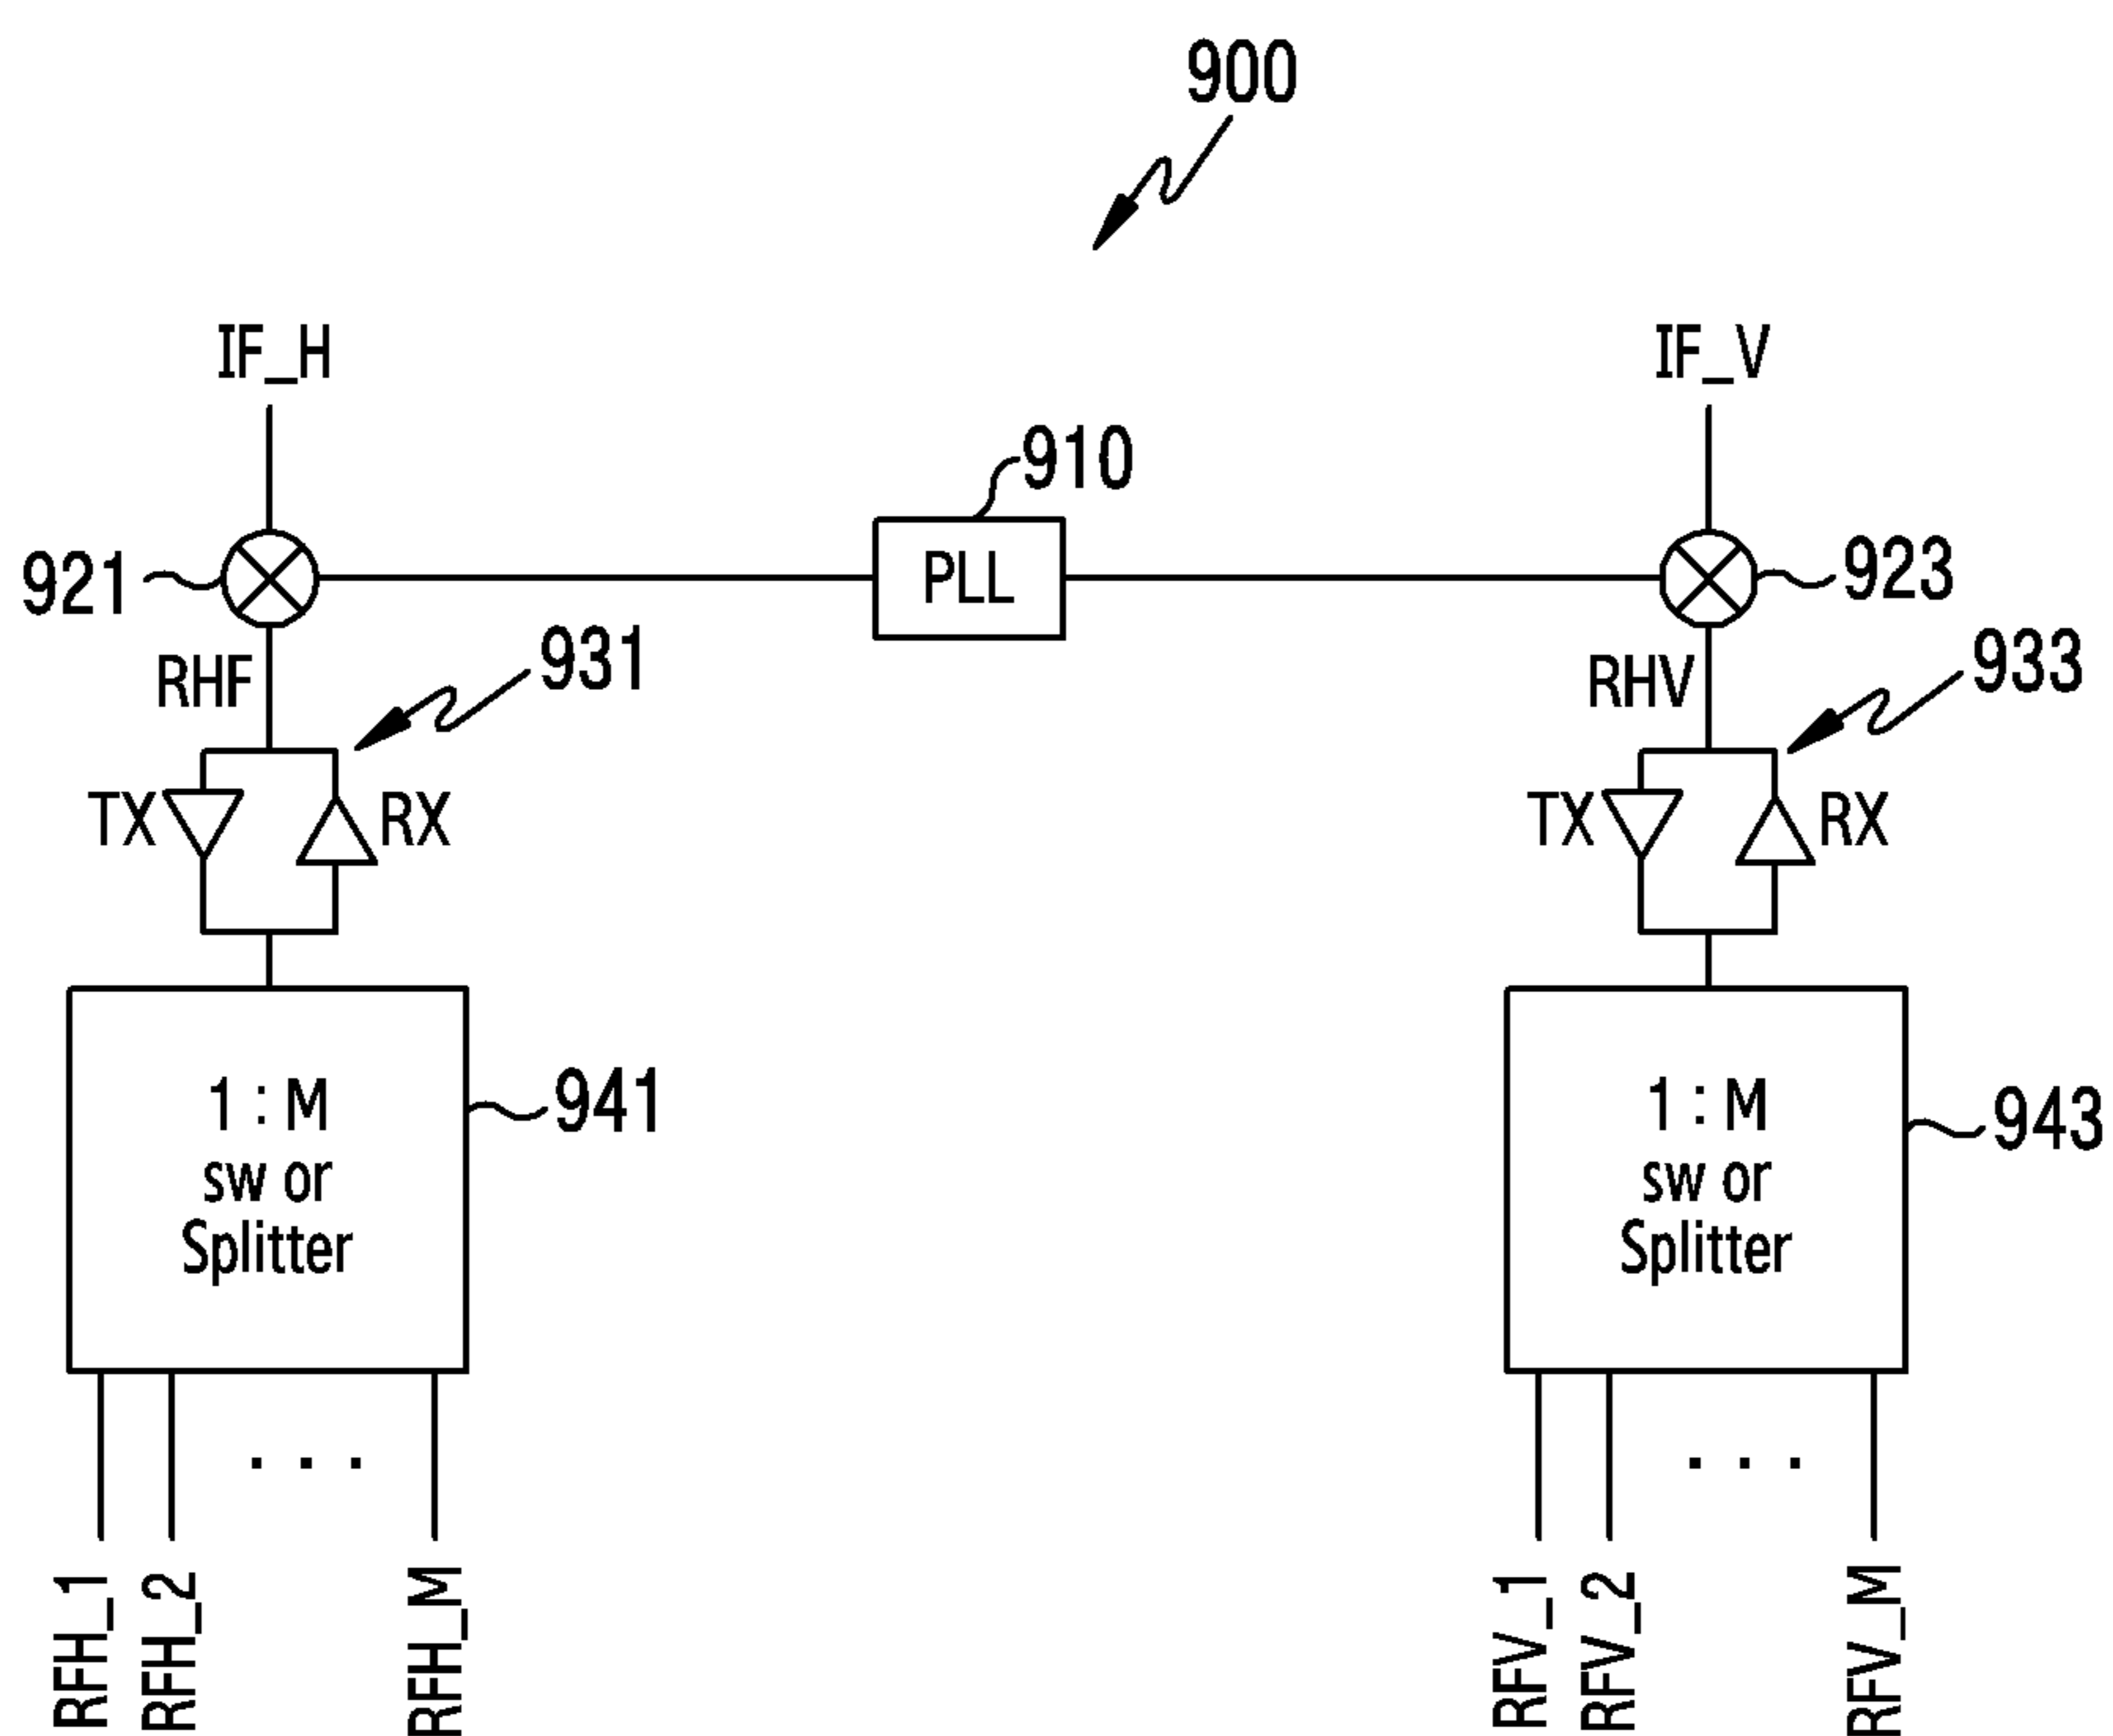 900
IF_H
IF_V
910
921
PLL
923
RHF
931
RHV
933
TX
RX
TX
RX
1 : M
sw or
Splitter
941
1 : M
sw or
Splitter
943
RFH_1
RFH_2
. . .
RFH_M
RFV_1
RFV_2
. . .
RFV_M